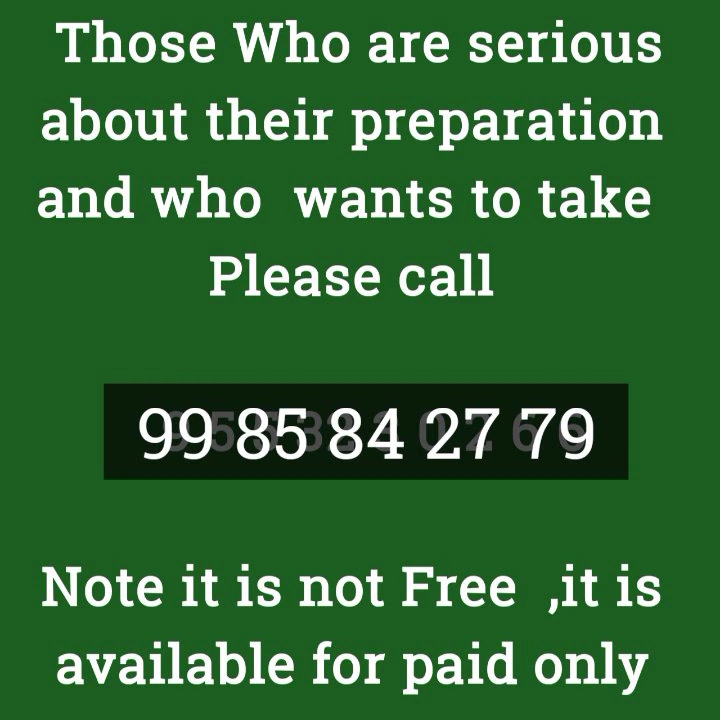 Those Who are serious
about their preparation
and who wants to take
Please call
99 85 84 27 79
Note it is not Free ,it is
available for paid only